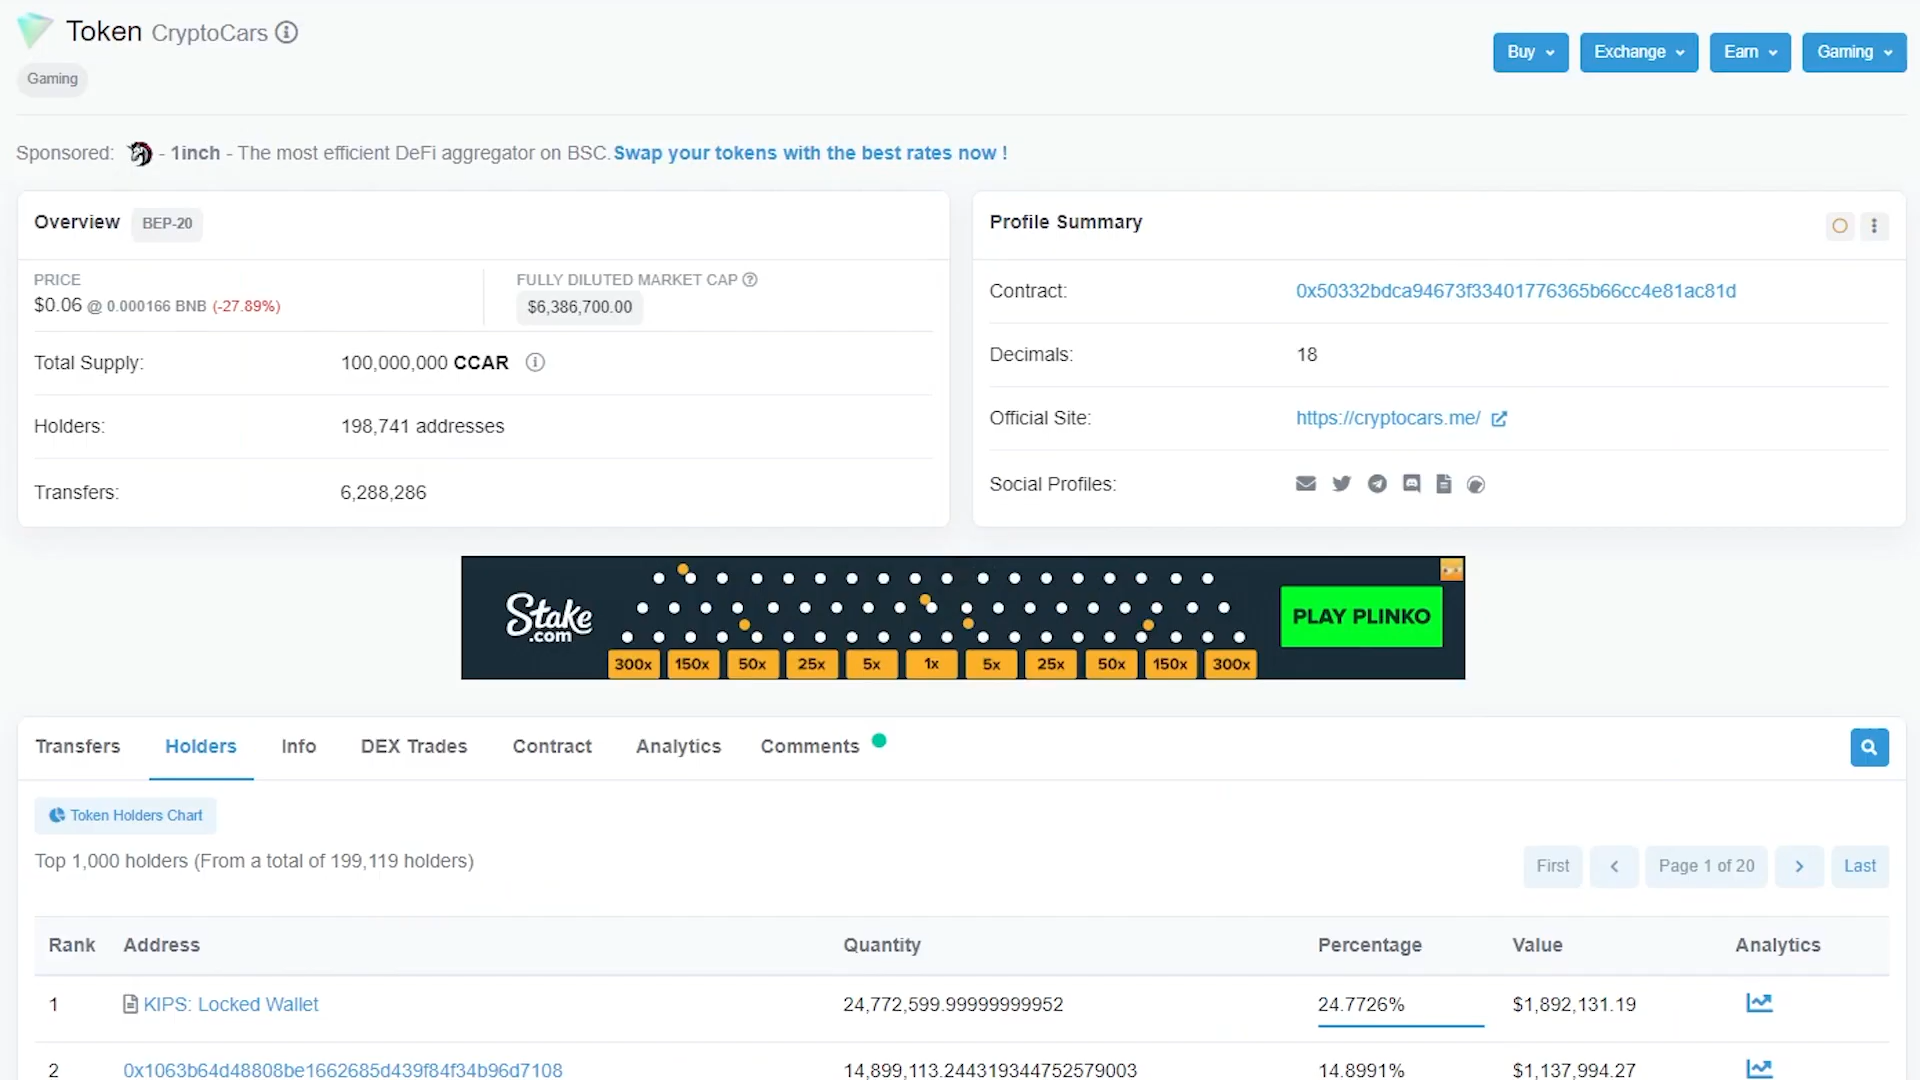 Token CryptoCars
Gaming
Buy
Exchange
Earn
Gaming
Sponsored: - 1inch - The most efficient DeFi aggregator on BSC. Swap your tokens with the best rates now !
Overview BEP-20
PRICE
$0.06 @ 0.000166 BNB (-27.89%)
FULLY DILUTED MARKET CAP
$6,386,700.00
Total Supply: 100,000,000 CCAR
Holders: 198,741 addresses
Transfers: 6,288,286
Profile Summary
Contract: 0x50332bdca94673f33401776365b66cc4e81ac81d
Decimals: 18
Official Site: https://cryptocars.me/
Social Profiles:
Stake
.com
300x 150x 50x 25x 5x 1x 5x 25x 50x 150x 300x
PLAY PLINKO
Transfers Holders Info DEX Trades Contract Analytics Comments
Token Holders Chart
Top 1,000 holders (From a total of 199,119 holders)
First Page 1 of 20 Last
Rank Address Quantity Percentage Value Analytics
1 KIPS: Locked Wallet 24,772,599.99999999952 24.7726% $1,892,131.19
2 0x1063b64d48808be1662685d439f84f34b96d7108 14,899,113.244319344752579003 14.8991% $1,137,994.27